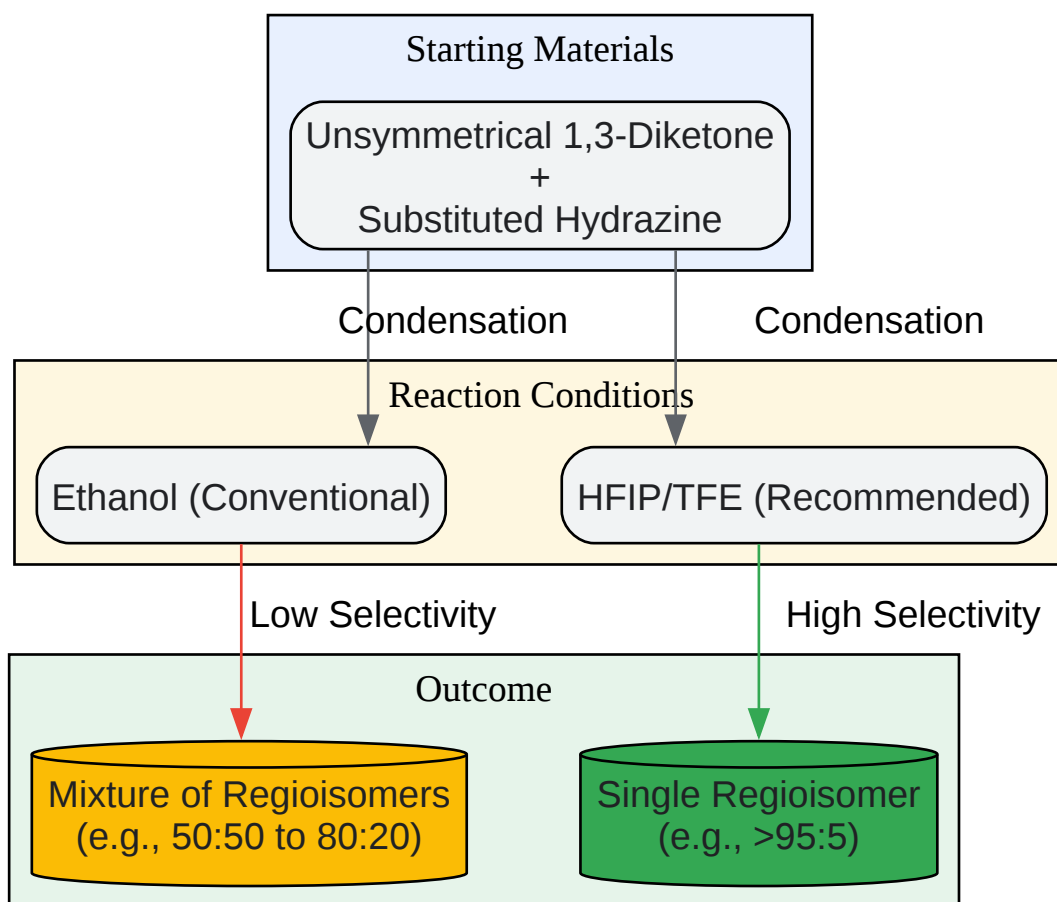 Starting Materials
Unsymmetrical 1,3-Diketone
+
Substituted Hydrazine
Condensation
Condensation
Reaction Conditions
Ethanol (Conventional)
HFIP/TFE (Recommended)
Low Selectivity
High Selectivity
Outcome
Mixture of Regioisomers
(e.g., 50:50 to 80:20)
Single Regioisomer
(e.g., >95:5)